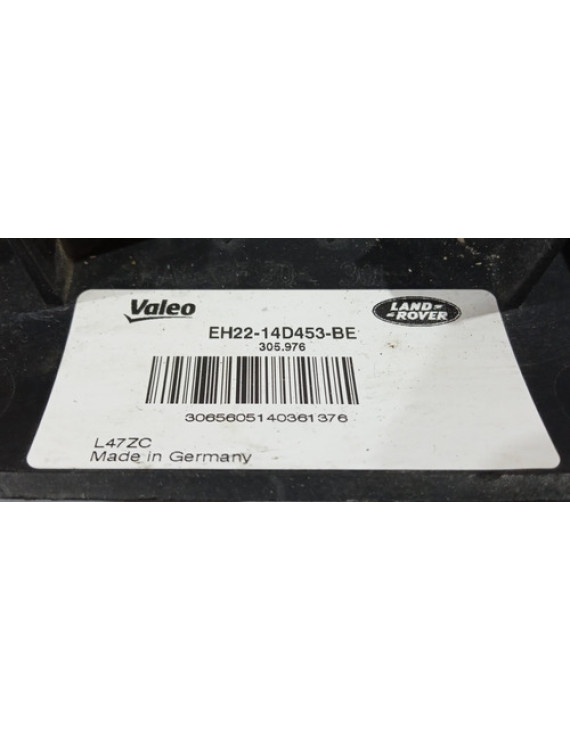 Valeo
LAND
ROVER
EH22-14D453-BE
305.976
3065605140361376
L47ZC
Made in Germany